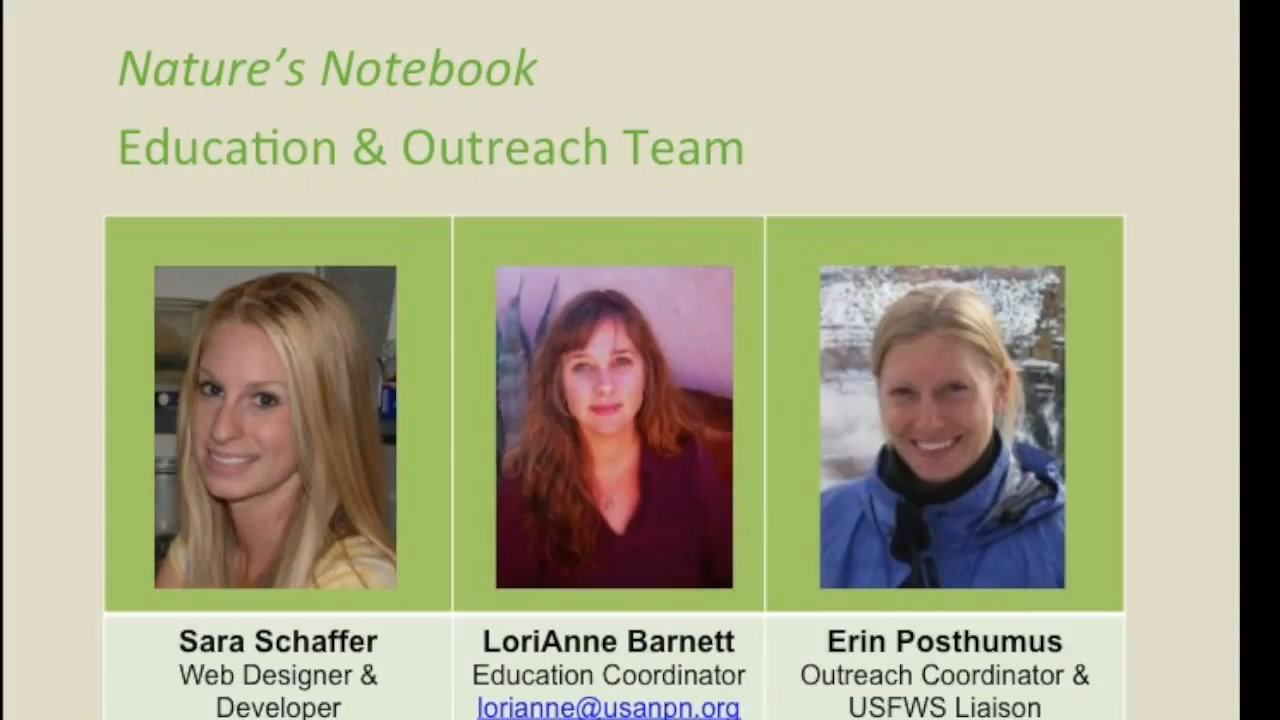 Nature’s Notebook
Education & Outreach Team
Sara Schaffer
Web Designer &
Developer
LoriAnne Barnett
Education Coordinator
lorianne@usanpn.org
Erin Posthumus
Outreach Coordinator &
USFWS Liaison